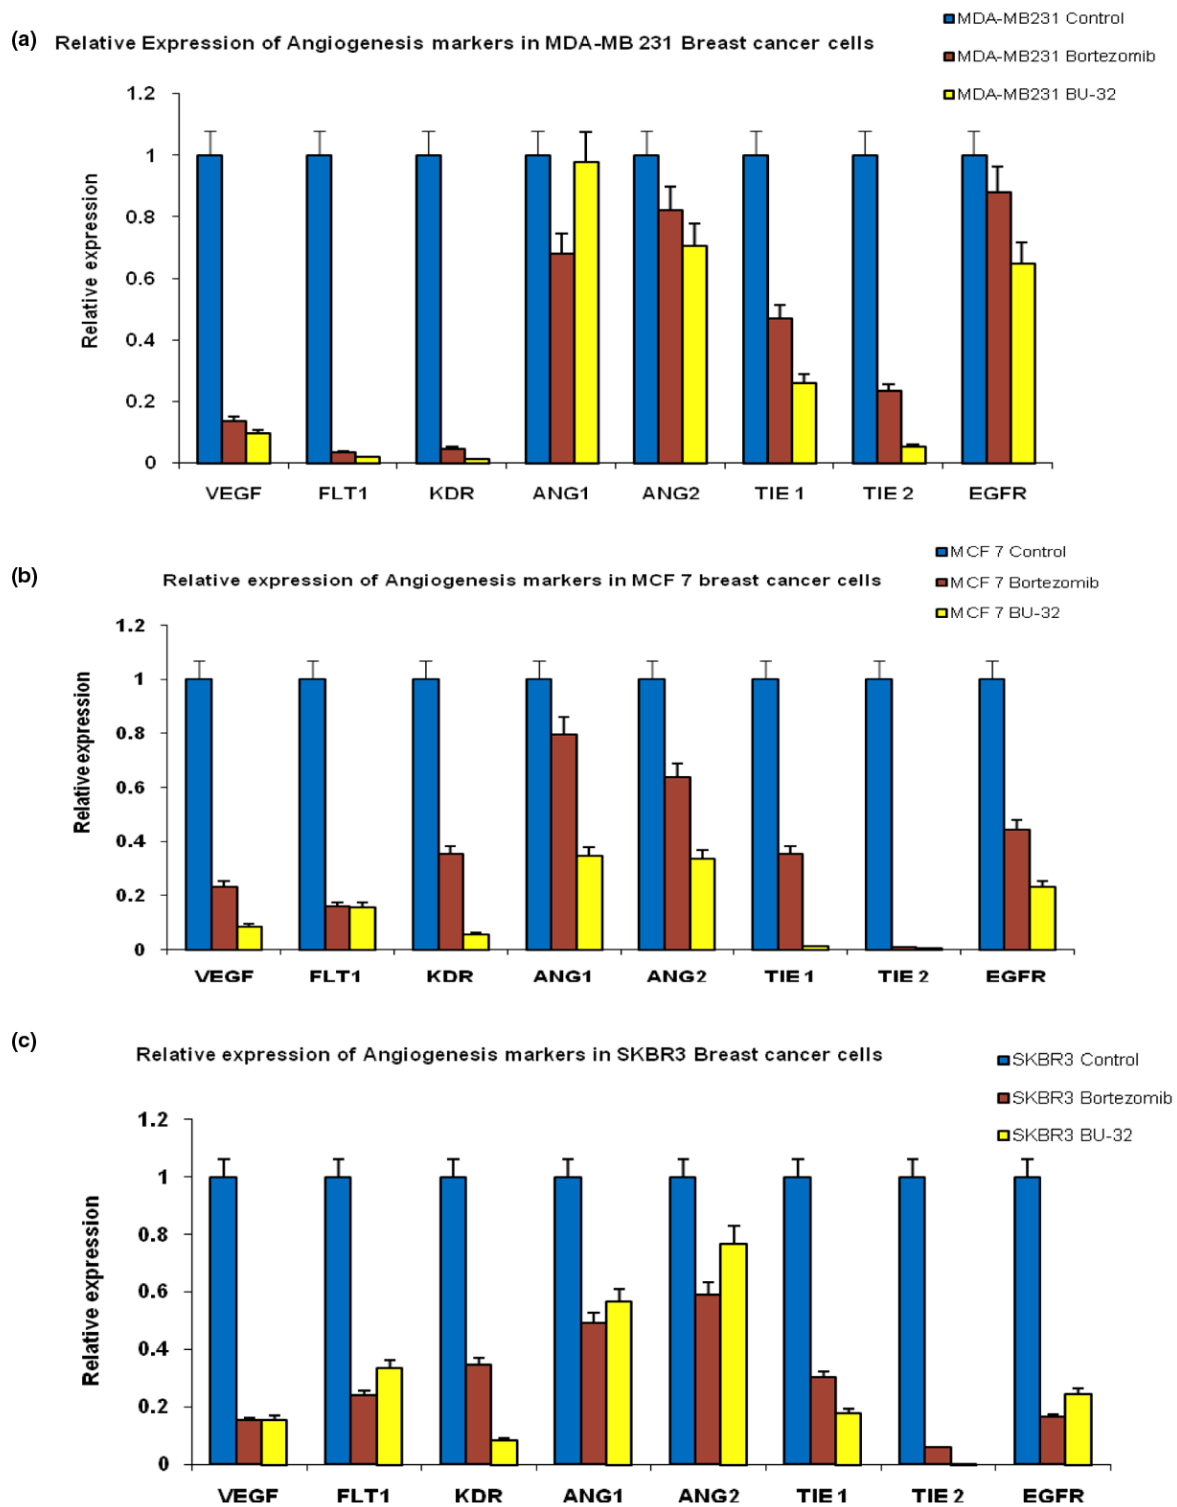 (a) Relative Expression of Angiogenesis markers in MDA-MB 231 Breast cancer cells
MDA-MB231 Control
MDA-MB231 Bortezomib
MDA-MB231 BU-32
Relative expression
1.2
1
0.8
0.6
0.4
0.2
0
VEGF FLT1 KDR ANG1 ANG2 TIE 1 TIE 2 EGFR
(b) Relative expression of Angiogenesis markers in MCF 7 breast cancer cells
MCF 7 Control
MCF 7 Bortezomib
MCF 7 BU-32
Relative expression
1.2
1
0.8
0.6
0.4
0.2
0
VEGF FLT1 KDR ANG1 ANG2 TIE 1 TIE 2 EGFR
(c) Relative expression of Angiogenesis markers in SKBR3 Breast cancer cells
SKBR3 Control
SKBR3 Bortezomib
SKBR3 BU-32
Relative expression
1.2
1
0.8
0.6
0.4
0.2
0
VEGF FLT1 KDR ANG1 ANG2 TIE 1 TIE 2 EGFR